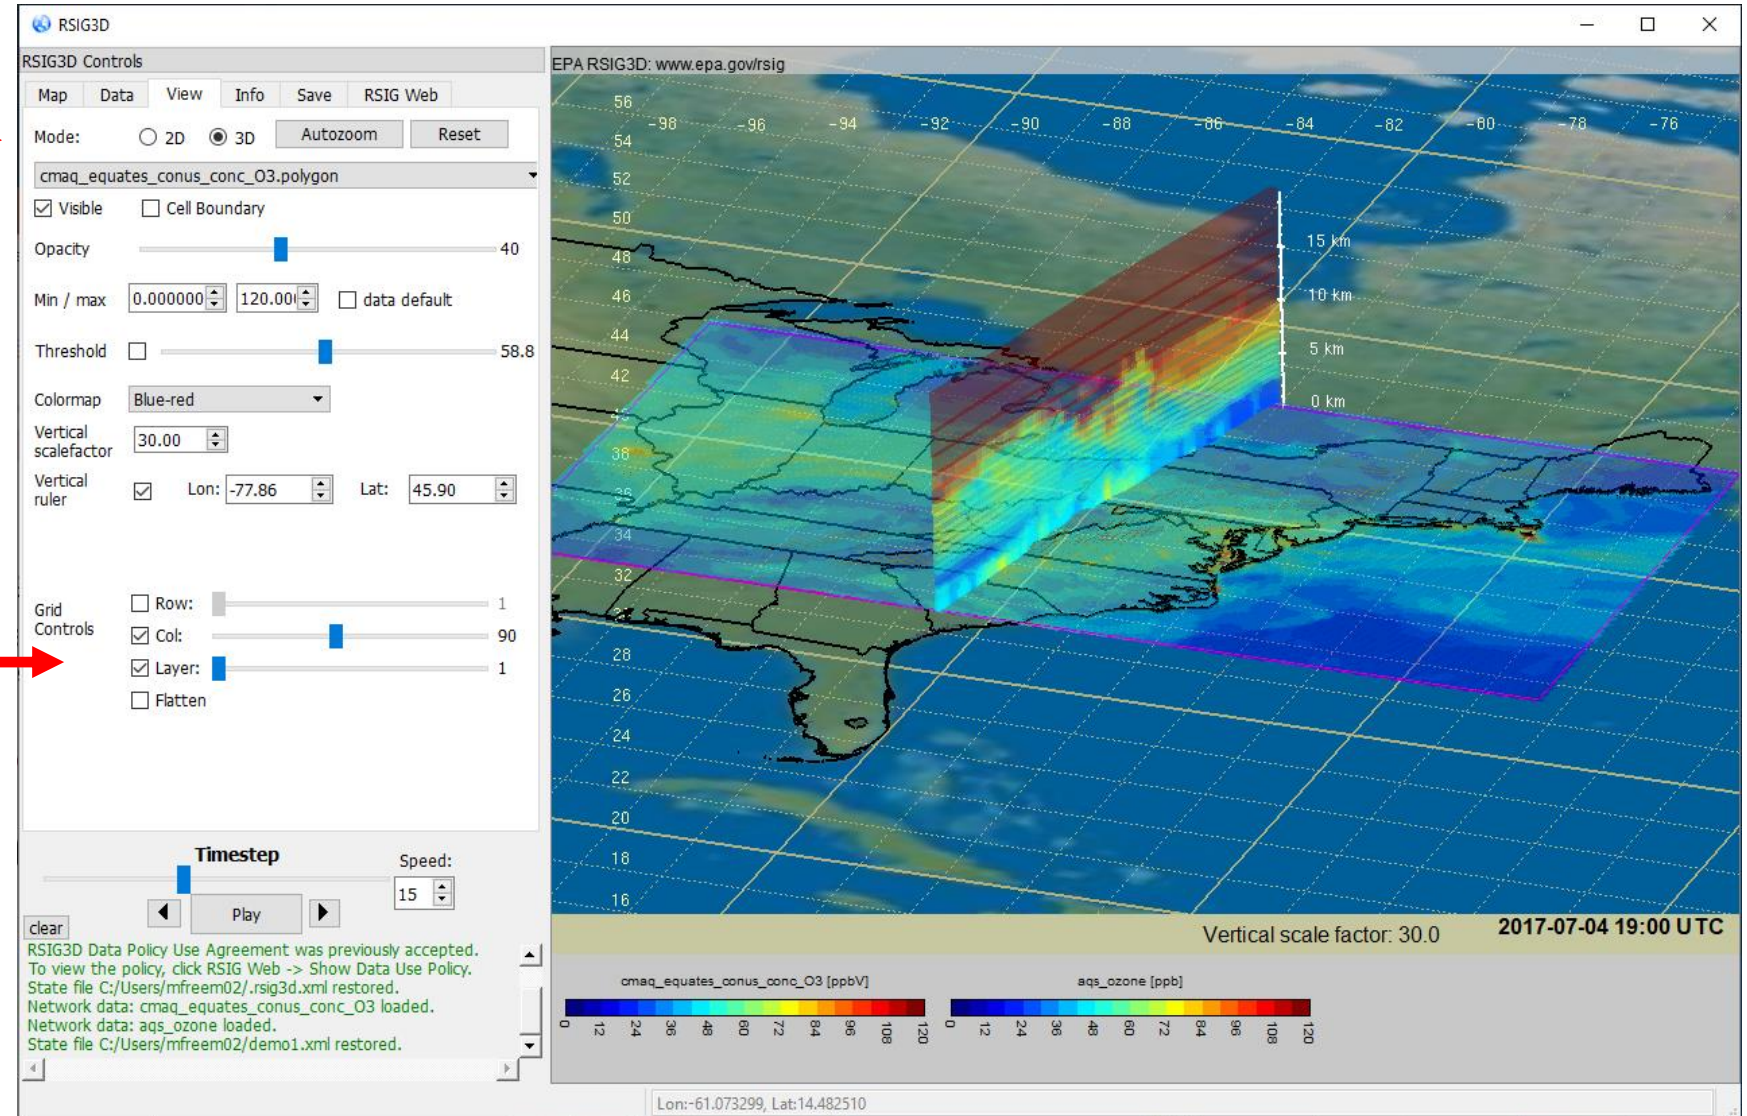 RSIG3D
RSIG3D Controls
Map Data View Info Save RSIG Web
Mode: 2D 3D Autozoom Reset
cmaq_equates_conus_conc_O3.polygon
Visible Cell Boundary
Opacity 40
Min / max 0.000000 120.00 data default
Threshold 58.8
Colormap Blue-red
Vertical scalefactor 30.00
Vertical ruler Lon: -77.86 Lat: 45.90
Grid Controls
Row: 1
Col: 90
Layer: 1
Flatten
Timestep
Speed:
15
Play
clear
RSIG3D Data Policy Use Agreement was previously accepted.
To view the policy, click RSIG Web -> Show Data Use Policy.
State file C:/Users/mfreem02/.rsig3d.xml restored.
Network data: cmaq_equates_conus_conc_O3 loaded.
Network data: aqs_ozone loaded.
State file C:/Users/mfreem02/demo1.xml restored.
EPA RSIG3D: www.epa.gov/rsig
-98 -96 -94 -92 -90 -88 -86 -84 -82 -80 -78 -76
56
54
52
50
48
46
44
42
38
36
34
32
28
26
24
22
20
18
16
15 km
10 km
5 km
0 km
Vertical scale factor: 30.0
2017-07-04 19:00 UTC
cmaq_equates_conus_conc_O3 [ppbV]
0 12 24 36 48 60 72 84 96 108 120
aqs_ozone [ppb]
0 12 24 36 48 60 72 84 96 108 120
Lon:-61.073299, Lat:14.482510